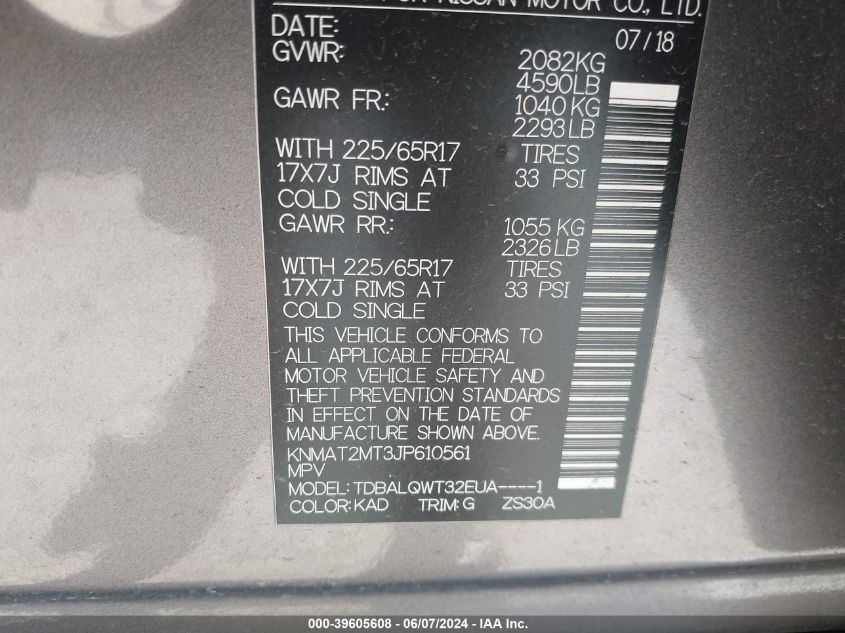 NISSAN MOTOR CO., LTD.
DATE: 07/18
GVWR: 2082KG
4590LB
GAWR FR: 1040 KG
2293 LB
WITH 225/65R17 TIRES
17X7J RIMS AT 33 PSI
COLD SINGLE
GAWR RR: 1055 KG
2326 LB
WITH 225/65R17 TIRES
17X7J RIMS AT 33 PSI
COLD SINGLE
THIS VEHICLE CONFORMS TO
ALL APPLICABLE FEDERAL
MOTOR VEHICLE SAFETY AND
THEFT PREVENTION STANDARDS
IN EFFECT ON THE DATE OF
MANUFACTURE SHOWN ABOVE.
KNMAT2MT3JP610561
MPV
MODEL: TDBALQWT32EUA----1
COLOR: KAD TRIM: G ZS30A
000-39605608 - 06/07/2024 - IAA Inc.